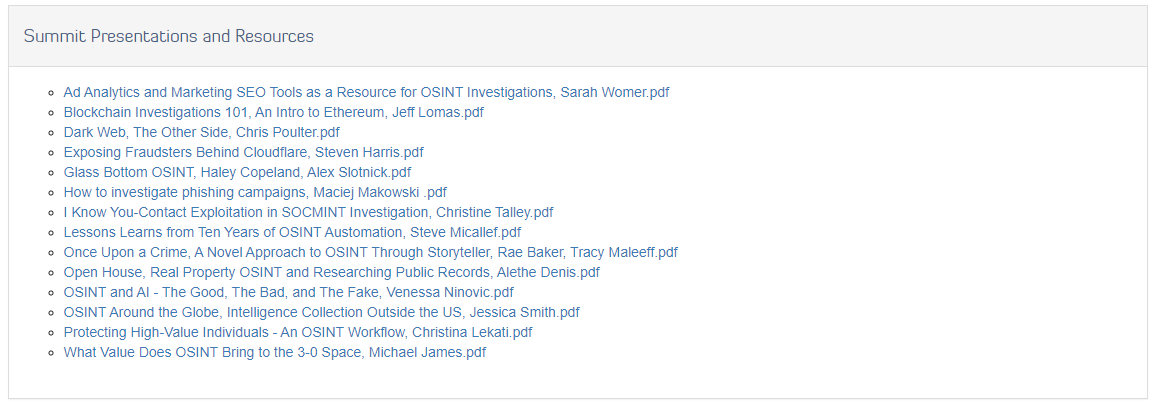 Summit Presentations and Resources
Ad Analytics and Marketing SEO Tools as a Resource for OSINT Investigations, Sarah Womer.pdf
Blockchain Investigations 101, An Intro to Ethereum, Jeff Lomas.pdf
Dark Web, The Other Side, Chris Poulter.pdf
Exposing Fraudsters Behind Cloudflare, Steven Harris.pdf
Glass Bottom OSINT, Haley Copeland, Alex Slotnick.pdf
How to investigate phishing campaigns, Maciej Makowski .pdf
I Know You-Contact Exploitation in SOCMINT Investigation, Christine Talley.pdf
Lessons Learns from Ten Years of OSINT Austomation, Steve Micallef.pdf
Once Upon a Crime, A Novel Approach to OSINT Through Storyteller, Rae Baker, Tracy Maleeff.pdf
Open House, Real Property OSINT and Researching Public Records, Alethe Denis.pdf
OSINT and AI - The Good, The Bad, and The Fake, Venessa Ninovic.pdf
OSINT Around the Globe, Intelligence Collection Outside the US, Jessica Smith.pdf
Protecting High-Value Individuals - An OSINT Workflow, Christina Lekati.pdf
What Value Does OSINT Bring to the 3-0 Space, Michael James.pdf